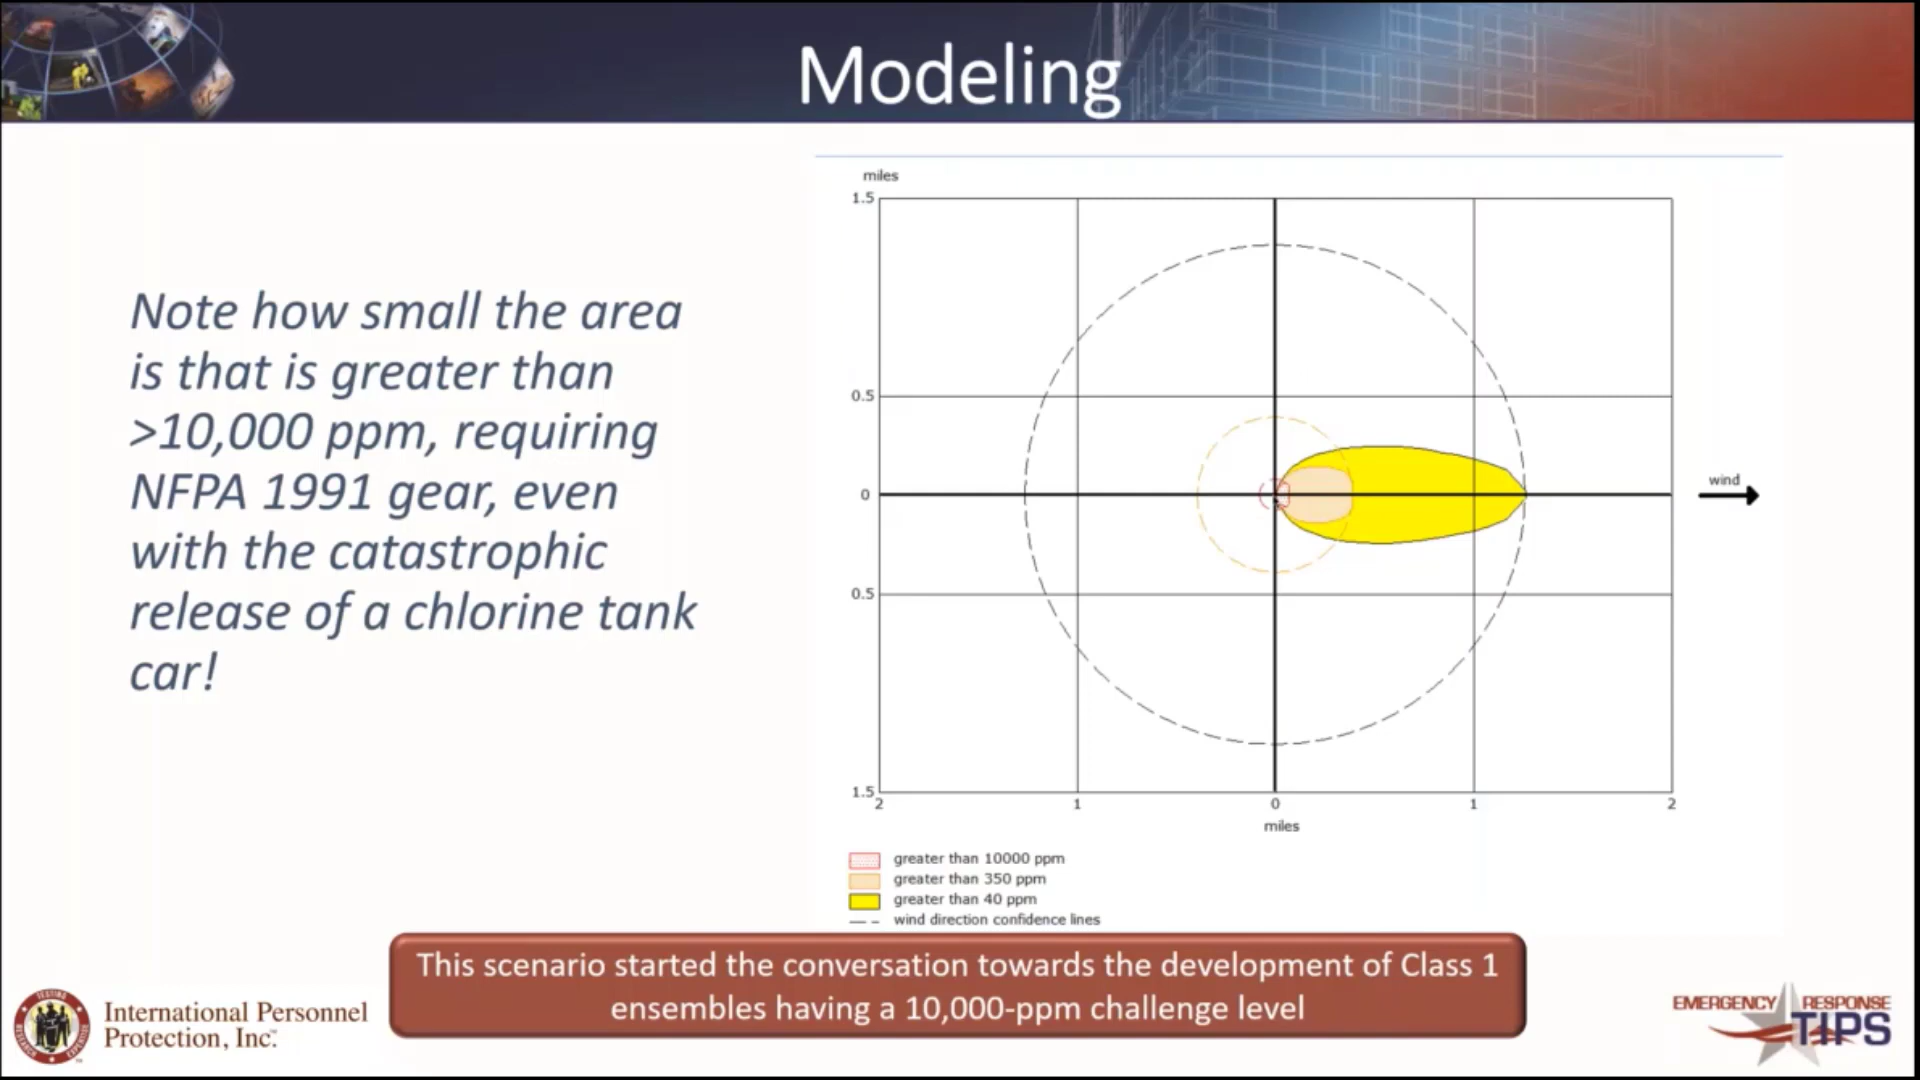 Modeling
Note how small the area
is that is greater than
>10,000 ppm, requiring
NFPA 1991 gear, even
with the catastrophic
release of a chlorine tank
car!
miles
1.5
0.5
0
0.5
1.5
2
1
0
1
2
miles
wind
greater than 10000 ppm
greater than 350 ppm
greater than 40 ppm
wind direction confidence lines
This scenario started the conversation towards the development of Class 1
ensembles having a 10,000-ppm challenge level
TESTING
RESEARCH
EXPERTISE
International Personnel
Protection, Inc.™
EMERGENCY RESPONSE
TIPS